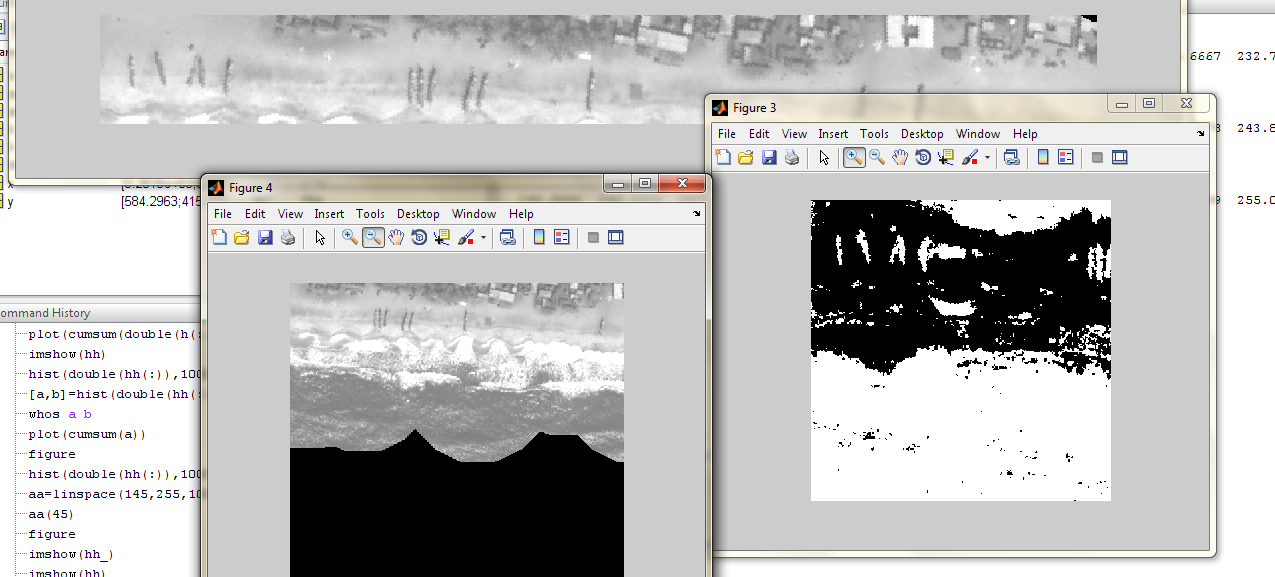 6667 232.7
Figure 3
File Edit View Insert Tools Desktop Window Help
243.8
y
[584.2963;415
255.0
Figure 4
File Edit View Insert Tools Desktop Window Help
ommand History
plot(cumsum(double(h(:
imshow(hh)
hist(double(hh(:)),100
[a,b]=hist(double(hh(:
whos a b
plot(cumsum(a))
figure
hist(double(hh(:)),100
aa=linspace(145,255,10
aa(45)
figure
imshow(hh_)
imshow(hh)